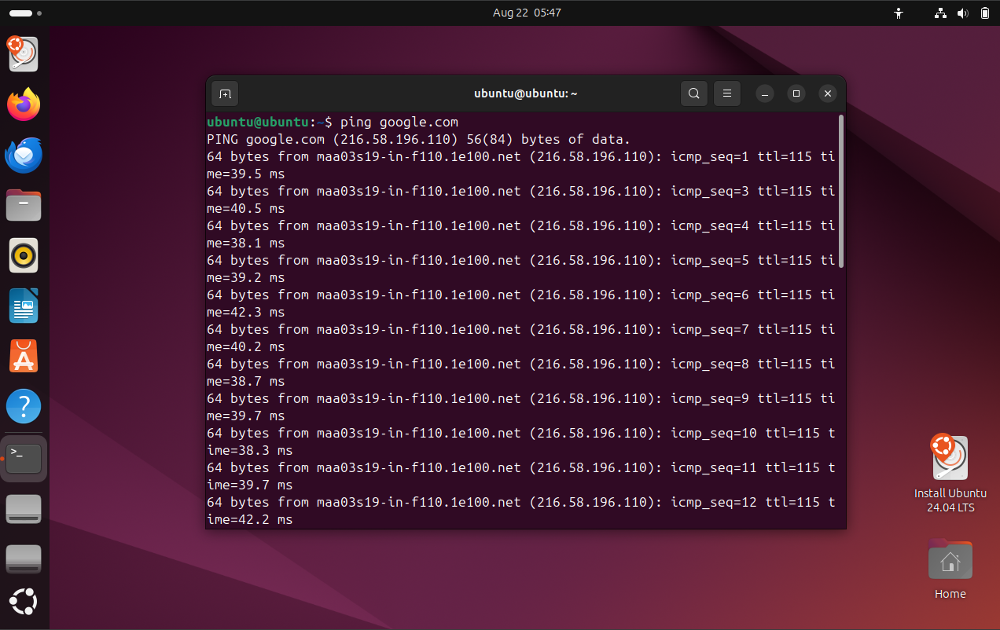 Aug 22 05:47
ubuntu@ubuntu: ~
ubuntu@ubuntu:~$ ping google.com
PING google.com (216.58.196.110) 56(84) bytes of data.
64 bytes from maa03s19-in-f110.1e100.net (216.58.196.110): icmp_seq=1 ttl=115 ti
me=39.5 ms
64 bytes from maa03s19-in-f110.1e100.net (216.58.196.110): icmp_seq=3 ttl=115 ti
me=40.5 ms
64 bytes from maa03s19-in-f110.1e100.net (216.58.196.110): icmp_seq=4 ttl=115 ti
me=38.1 ms
64 bytes from maa03s19-in-f110.1e100.net (216.58.196.110): icmp_seq=5 ttl=115 ti
me=39.2 ms
64 bytes from maa03s19-in-f110.1e100.net (216.58.196.110): icmp_seq=6 ttl=115 ti
me=42.3 ms
64 bytes from maa03s19-in-f110.1e100.net (216.58.196.110): icmp_seq=7 ttl=115 ti
me=40.2 ms
64 bytes from maa03s19-in-f110.1e100.net (216.58.196.110): icmp_seq=8 ttl=115 ti
me=38.7 ms
64 bytes from maa03s19-in-f110.1e100.net (216.58.196.110): icmp_seq=9 ttl=115 ti
me=39.7 ms
64 bytes from maa03s19-in-f110.1e100.net (216.58.196.110): icmp_seq=10 ttl=115 t
ime=38.3 ms
64 bytes from maa03s19-in-f110.1e100.net (216.58.196.110): icmp_seq=11 ttl=115 t
ime=39.7 ms
64 bytes from maa03s19-in-f110.1e100.net (216.58.196.110): icmp_seq=12 ttl=115 t
ime=42.2 ms
Install Ubuntu
24.04 LTS
Home